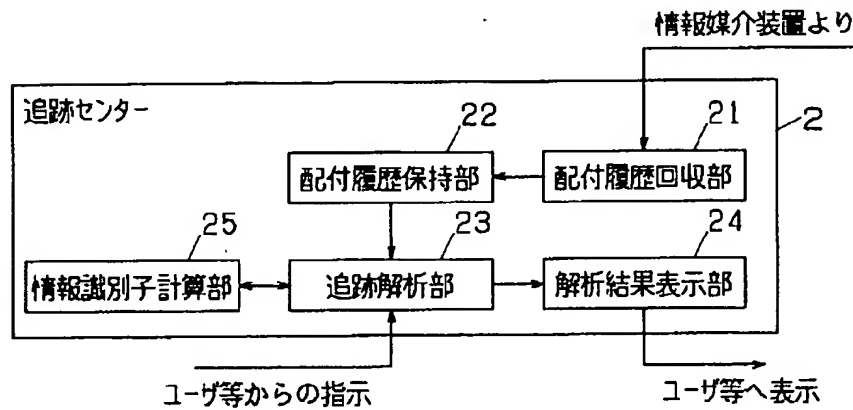 情報媒介装置より
追跡センター
2
22
21
配付履歴保持部
配付履歴回収部
25
23
24
情報識別子計算部
追跡解析部
解析結果表示部
ユーザ等からの指示
ユーザ等へ表示